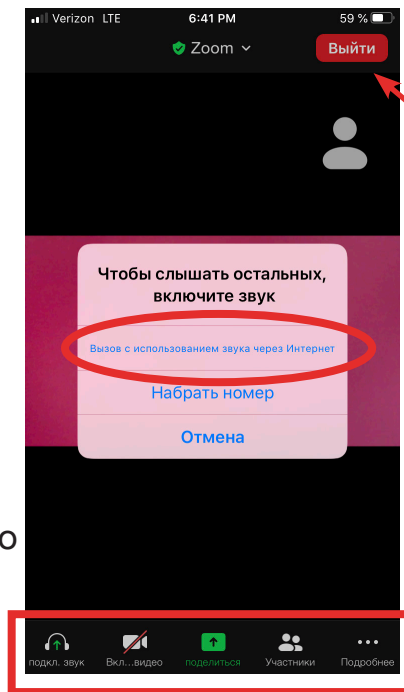 Verizon LTE 6:41 PM 59 %
Zoom Выйти
Чтобы слышать остальных,
включите звук
Вызов с использованием звука через Интернет
Набрать номер
Отмена
о
подкл. звук Вкл...видео поделиться Участники Подробнее